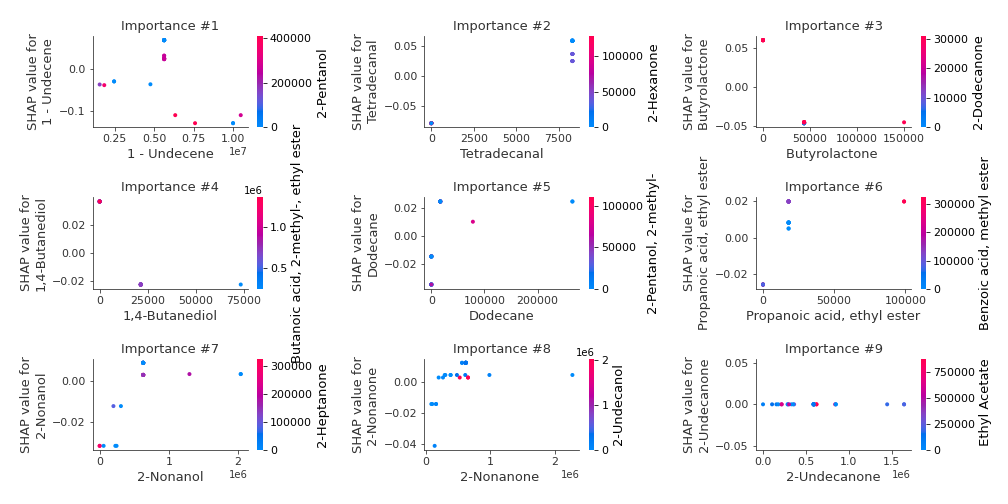 Importance #1
SHAP value for
1 - Undecene
0.0
−0.1
0.25
0.50
0.75
1.00
1e7
1 - Undecene
400000
200000
0
2-Pentanol
Importance #2
SHAP value for
Tetradecanal
0.05
0.00
−0.05
0
2500
5000
7500
Tetradecanal
100000
50000
0
2-Hexanone
Importance #3
SHAP value for
Butyrolactone
0.05
0.00
−0.05
0
50000
100000
150000
Butyrolactone
30000
20000
10000
0
2-Dodecanone
Importance #4
SHAP value for
1,4-Butanediol
0.02
0.00
−0.02
0
25000
50000
75000
1,4-Butanediol
1e6
1.0
0.5
Butanoic acid, 2-methyl-, ethyl ester
Importance #5
SHAP value for
Dodecane
0.02
0.00
−0.02
0
100000
200000
Dodecane
100000
50000
0
2-Pentanol, 2-methyl-
Importance #6
SHAP value for
Propanoic acid, ethyl ester
0.02
0.00
−0.02
0
50000
100000
Propanoic acid, ethyl ester
300000
200000
100000
0
Benzoic acid, methyl ester
Importance #7
SHAP value for
2-Nonanol
0.00
−0.02
0
1
2
1e6
2-Nonanol
300000
200000
100000
0
2-Heptanone
Importance #8
SHAP value for
2-Nonanone
0.00
−0.02
−0.04
0
1
2
1e6
2-Nonanone
1e6
2
1
0
2-Undecanol
Importance #9
SHAP value for
2-Undecanone
0.05
0.00
−0.05
0.0
0.5
1.0
1.5
1e6
2-Undecanone
750000
500000
250000
0
Ethyl Acetate